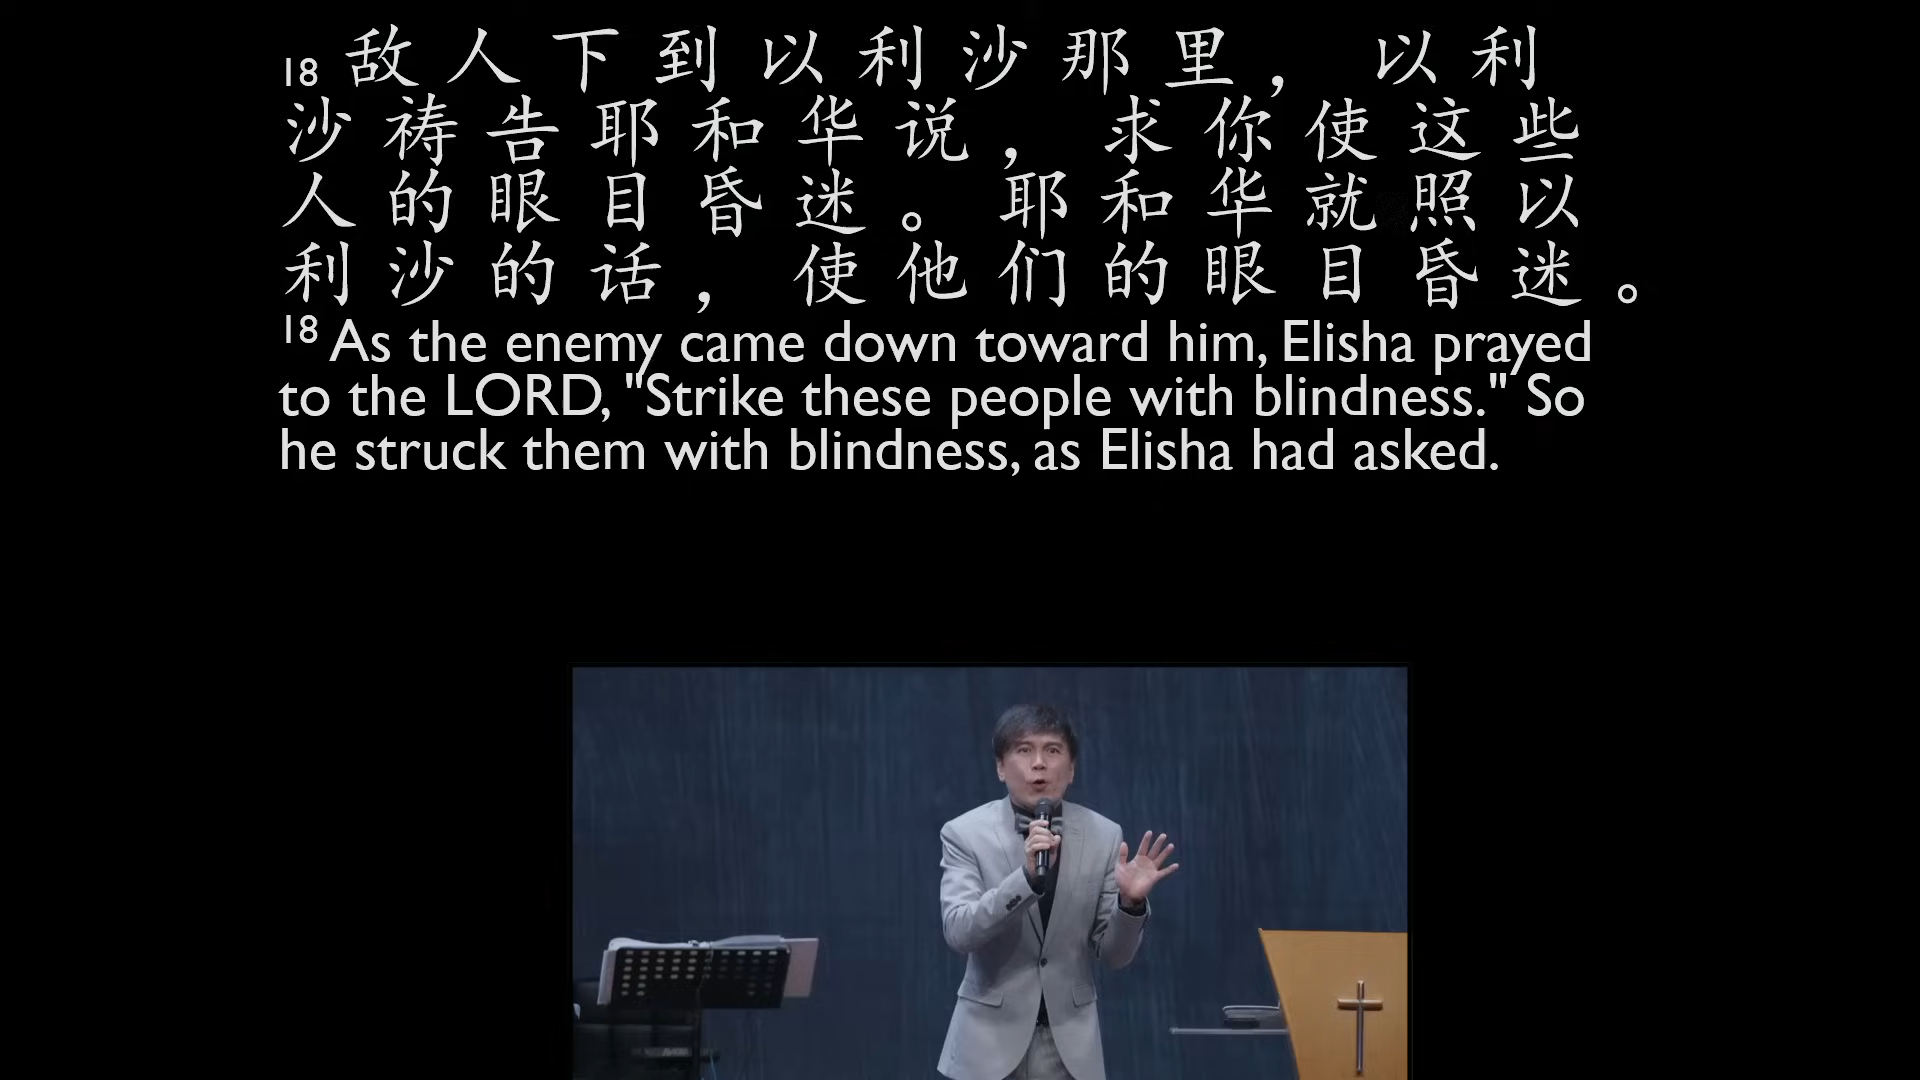 18 敌人下到以利沙那里, 以利
沙祷告耶和华说, 求你使这些
人的眼目昏迷。耶和华就照以
利沙的话, 使他们的眼目昏迷。
18 As the enemy came down toward him, Elisha prayed
to the LORD, "Strike these people with blindness." So
he struck them with blindness, as Elisha had asked.